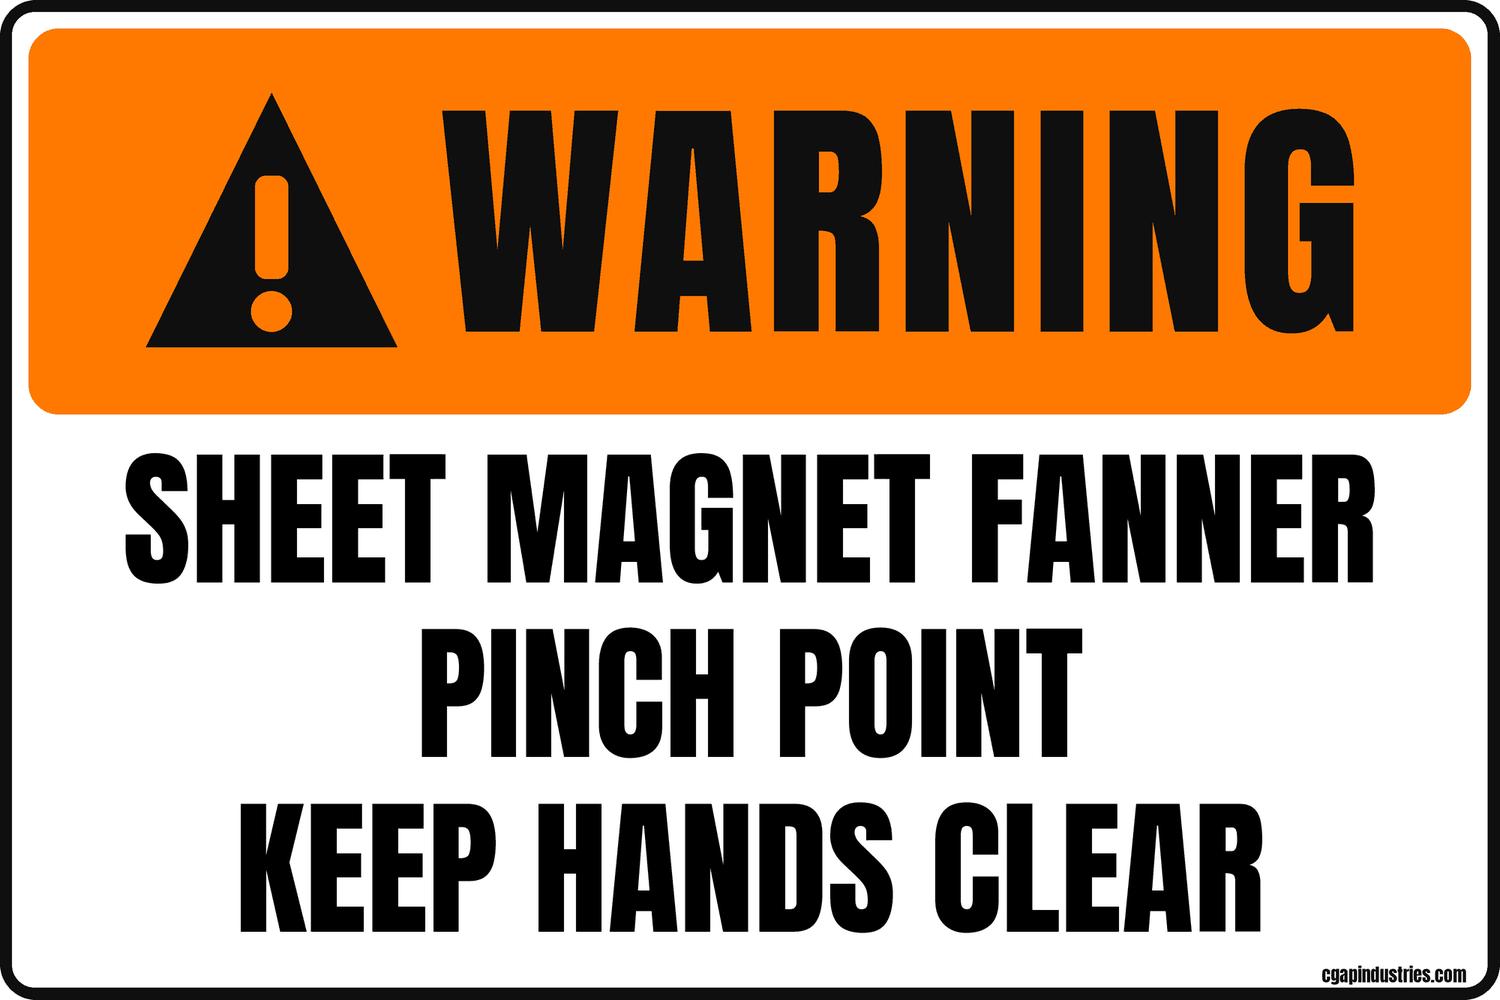 WARNING
SHEET MAGNET FANNER
PINCH POINT
KEEP HANDS CLEAR
cgapindustries.com